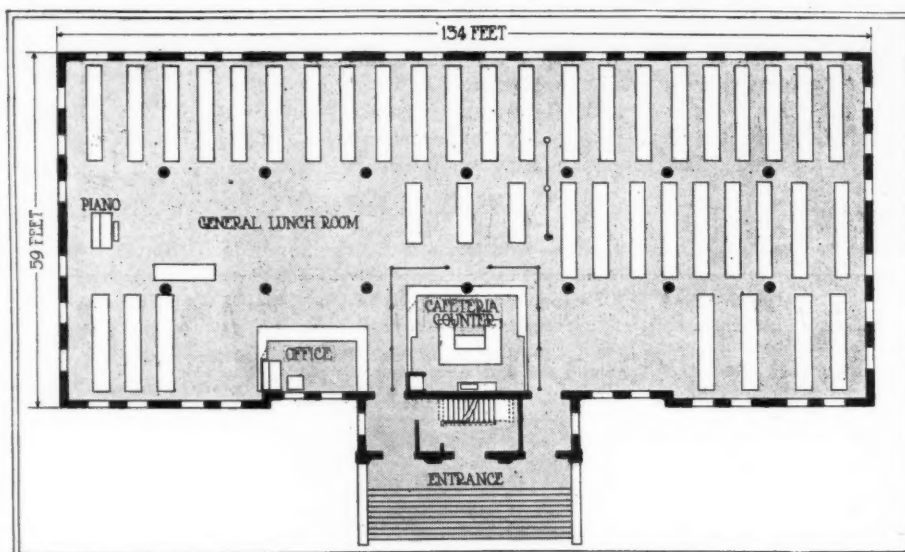 134 FEET
59 FEET
PIANO
GENERAL LUNCH ROOM
CAFETERIA
COUNTER
OFFICE
ENTRANCE